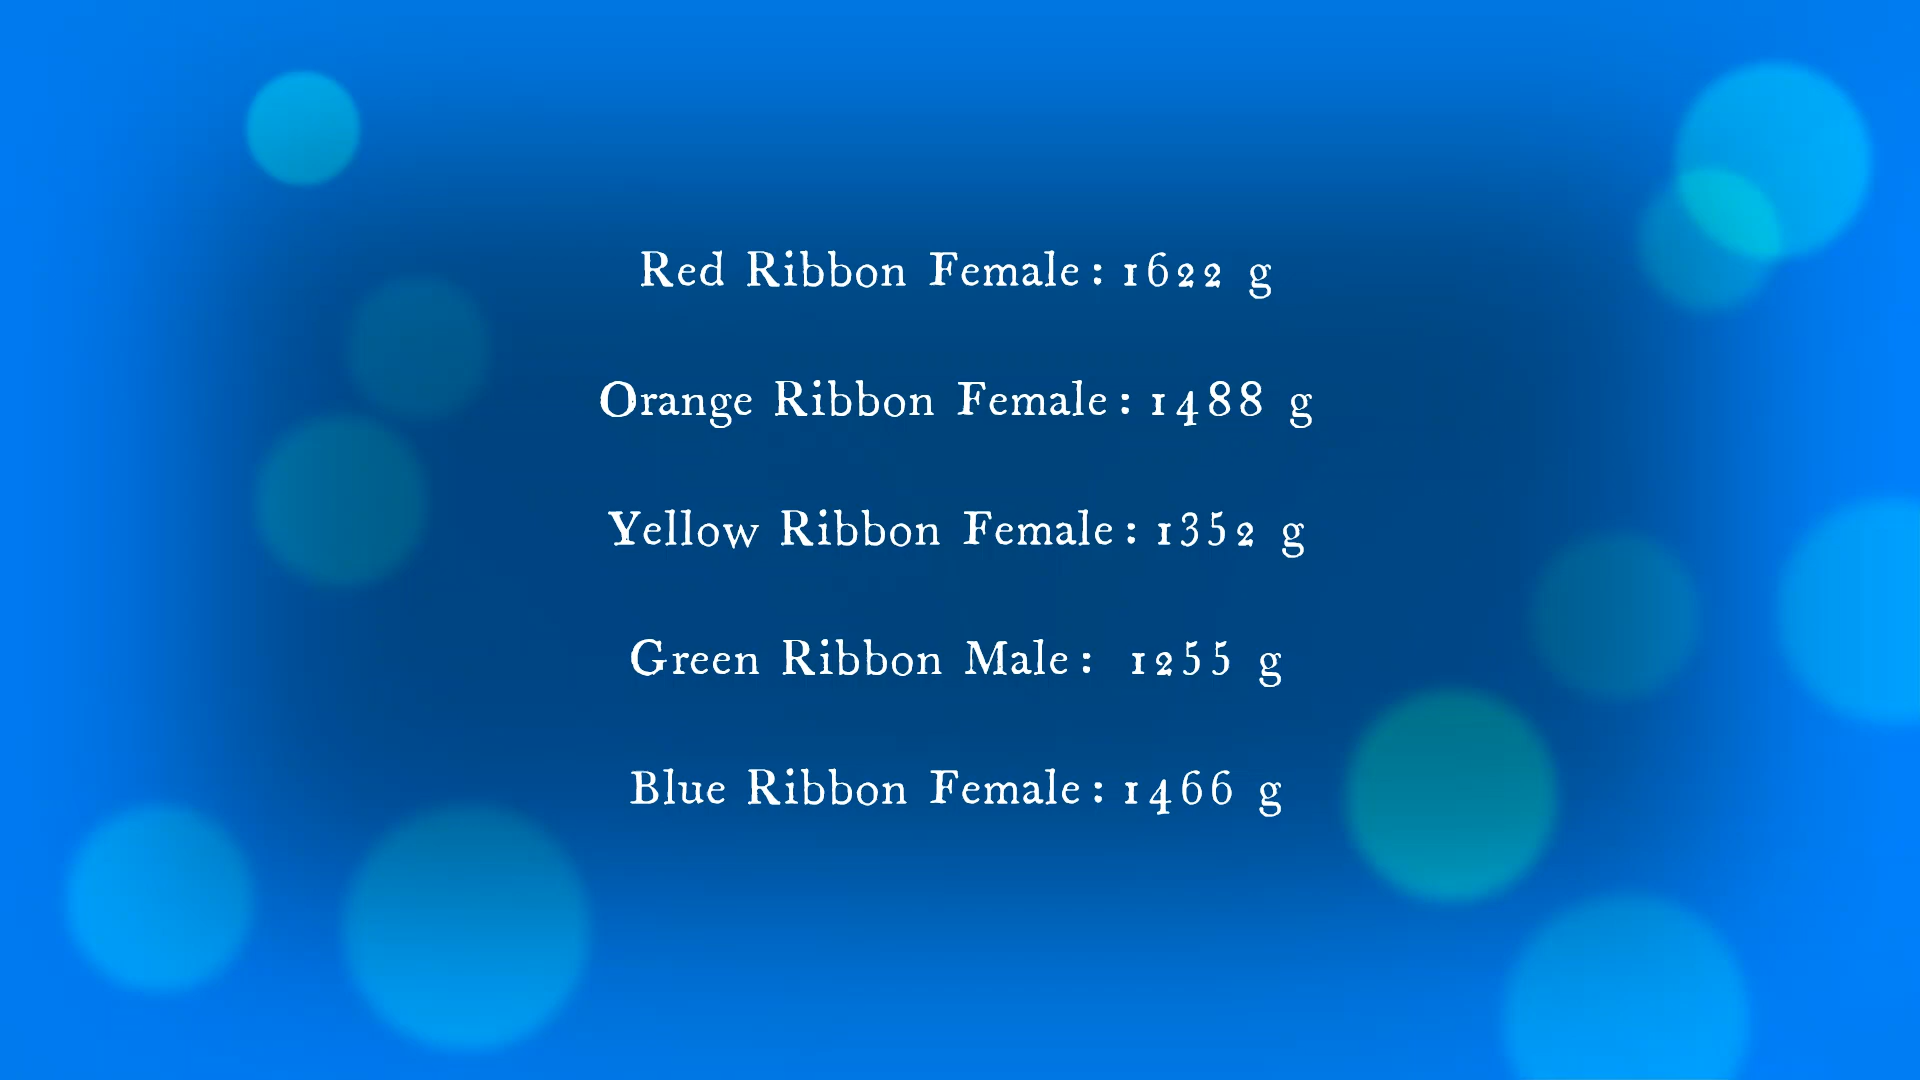 Red Ribbon Female: 1622 g
Orange Ribbon Female: 1488 g
Yellow Ribbon Female: 1352 g
Green Ribbon Male: 1255 g
Blue Ribbon Female: 1466 g